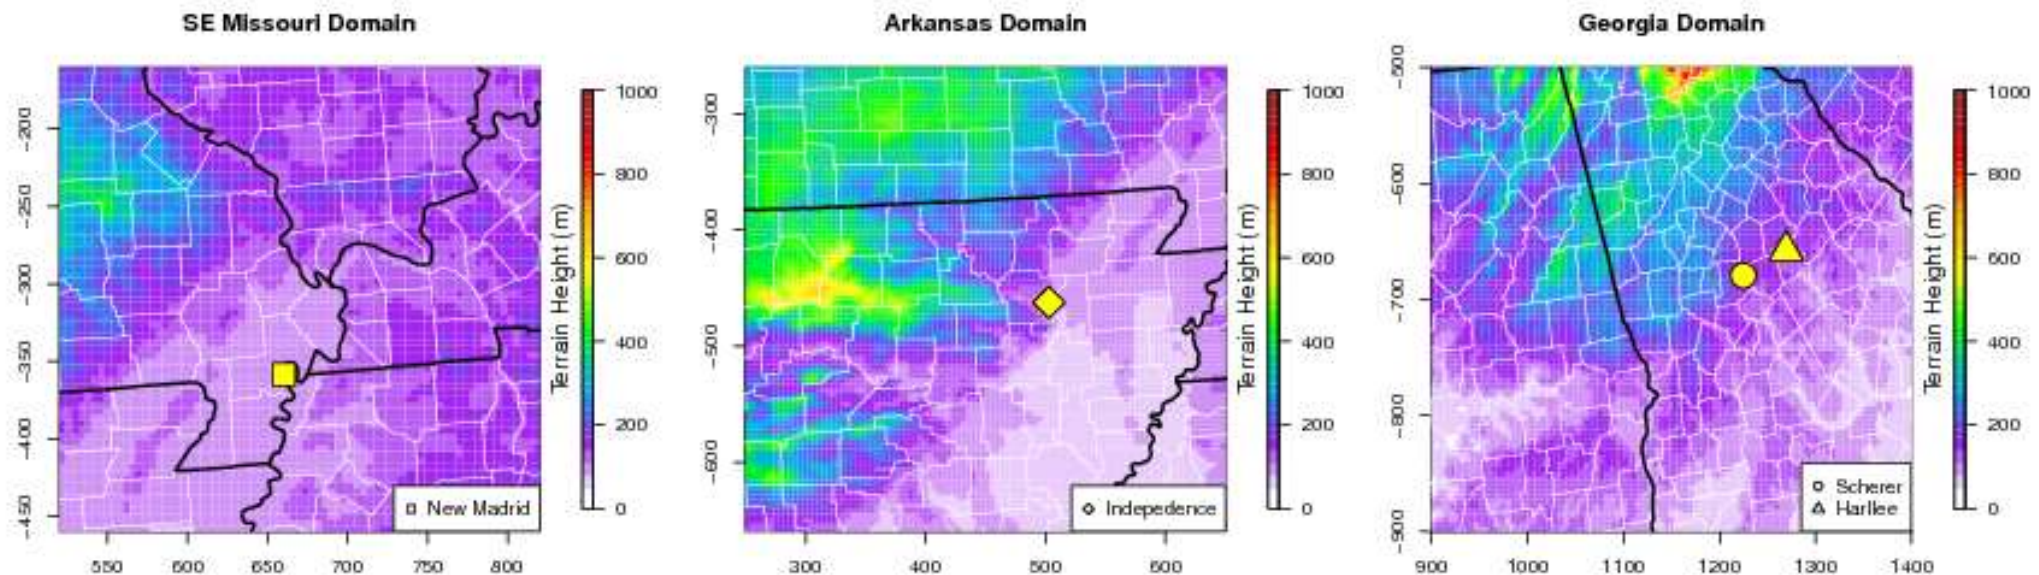 SE Missouri Domain
Arkansas Domain
Georgia Domain
-200
-250
-300
-350
-400
-450
550 600 650 700 750 800
New Madrid
1000
800
600
400
200
0
Terrain Height (m)
-300
-400
-500
-600
300 400 500 600
Indepedence
1000
800
600
400
200
0
Terrain Height (m)
-500
-600
-700
-800
-900
900 1000 1100 1200 1300 1400
Scherer
Harllee
1000
800
600
400
200
0
Terrain Height (m)